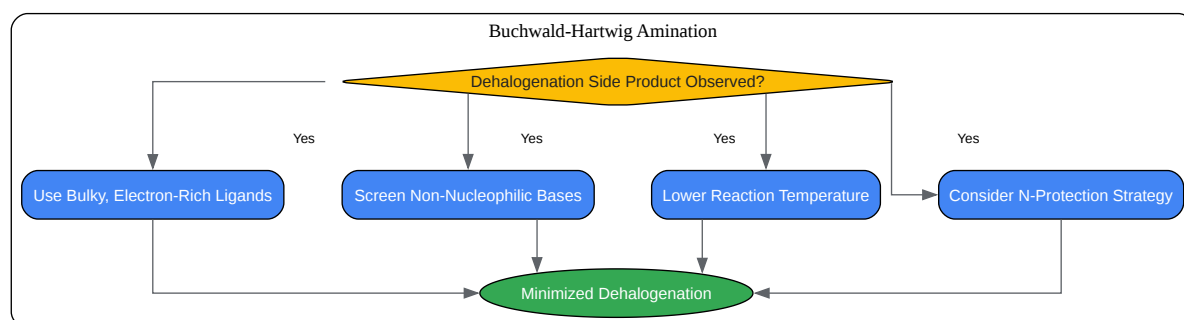 Buchwald-Hartwig Amination
Dehalogenation Side Product Observed?
Yes
Yes
Yes
Yes
Use Bulky, Electron-Rich Ligands
Screen Non-Nucleophilic Bases
Lower Reaction Temperature
Consider N-Protection Strategy
Minimized Dehalogenation